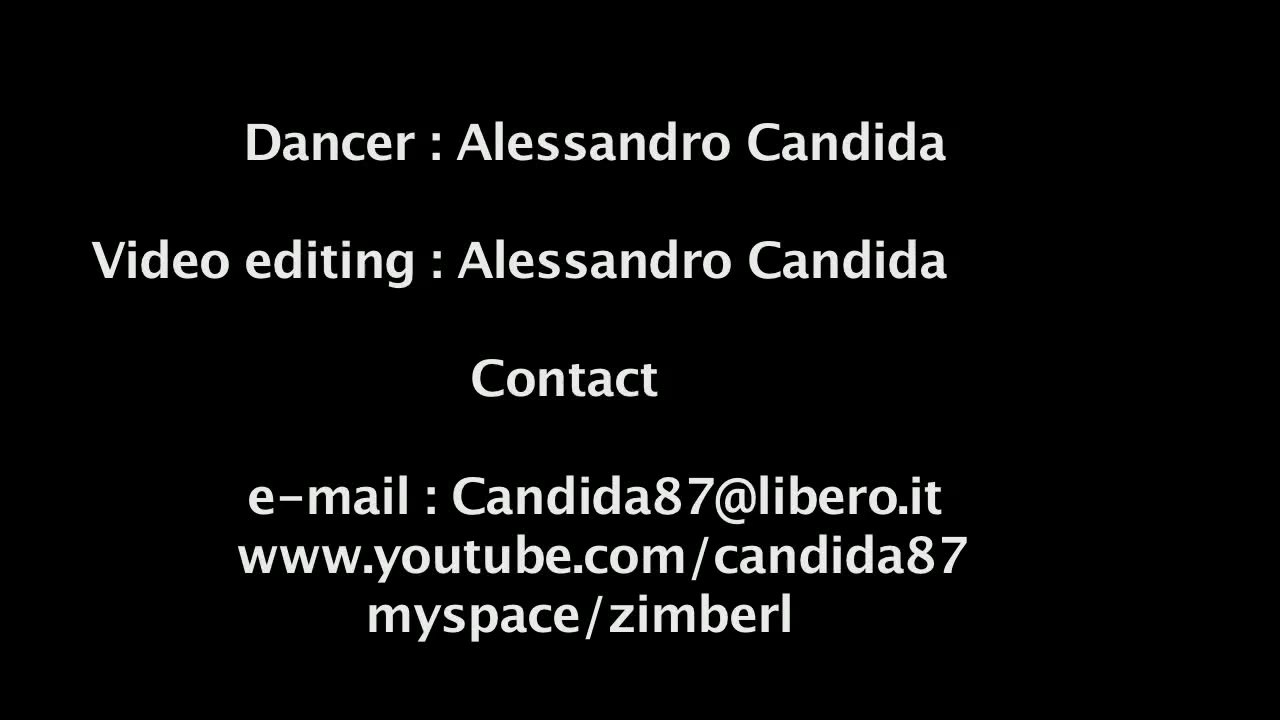 Dancer : Alessandro Candida
Video editing : Alessandro Candida
Contact
e-mail : Candida87@libero.it
www.youtube.com/candida87
myspace/zimberl